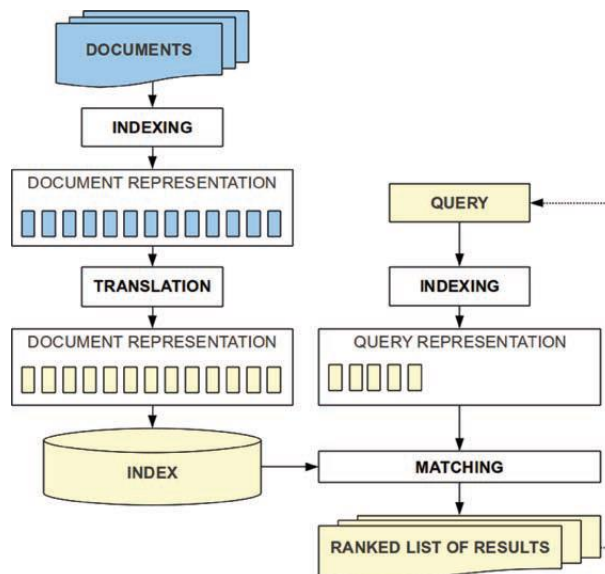 DOCUMENTS
INDEXING
DOCUMENT REPRESENTATION
TRANSLATION
DOCUMENT REPRESENTATION
INDEX
QUERY
INDEXING
QUERY REPRESENTATION
MATCHING
RANKED LIST OF RESULTS